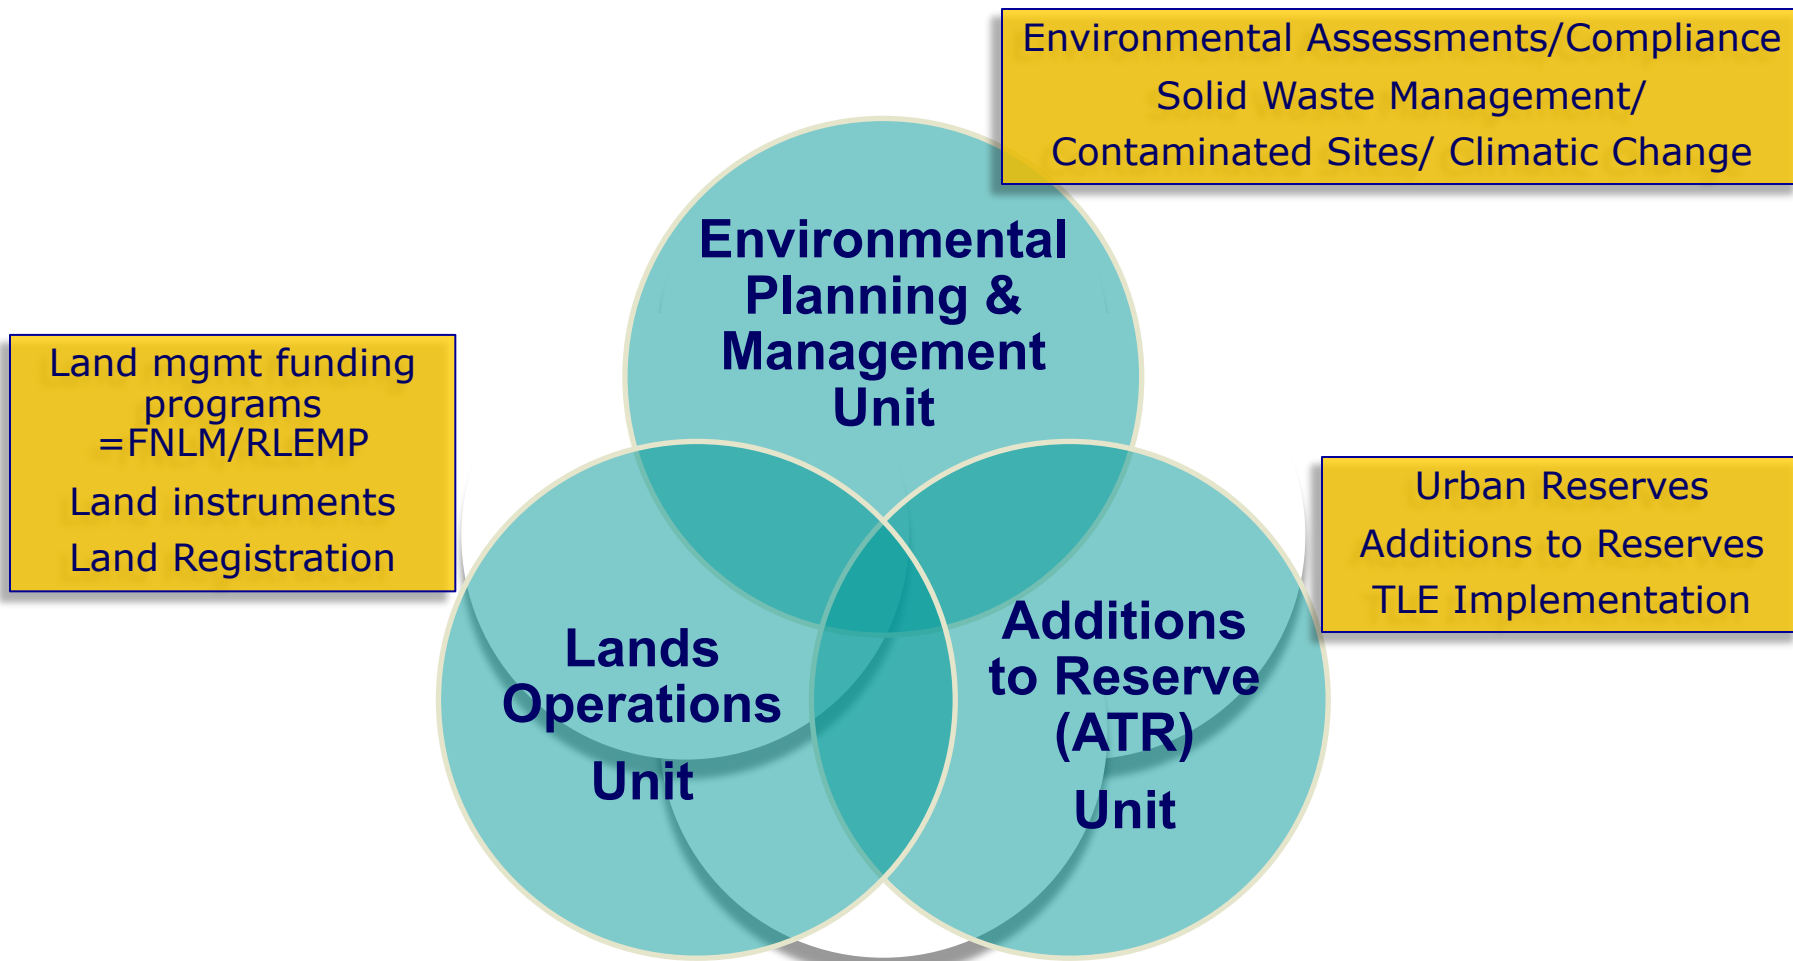 Environmental Assessments/Compliance
Solid Waste Management/
Contaminated Sites/ Climatic Change
Environmental
Planning &
Management
Unit
Land mgmt funding
programs
=FNLM/RLEMP
Land instruments
Land Registration
Urban Reserves
Additions to Reserves
TLE Implementation
Lands
Operations
Unit
Additions
to Reserve
(ATR)
Unit